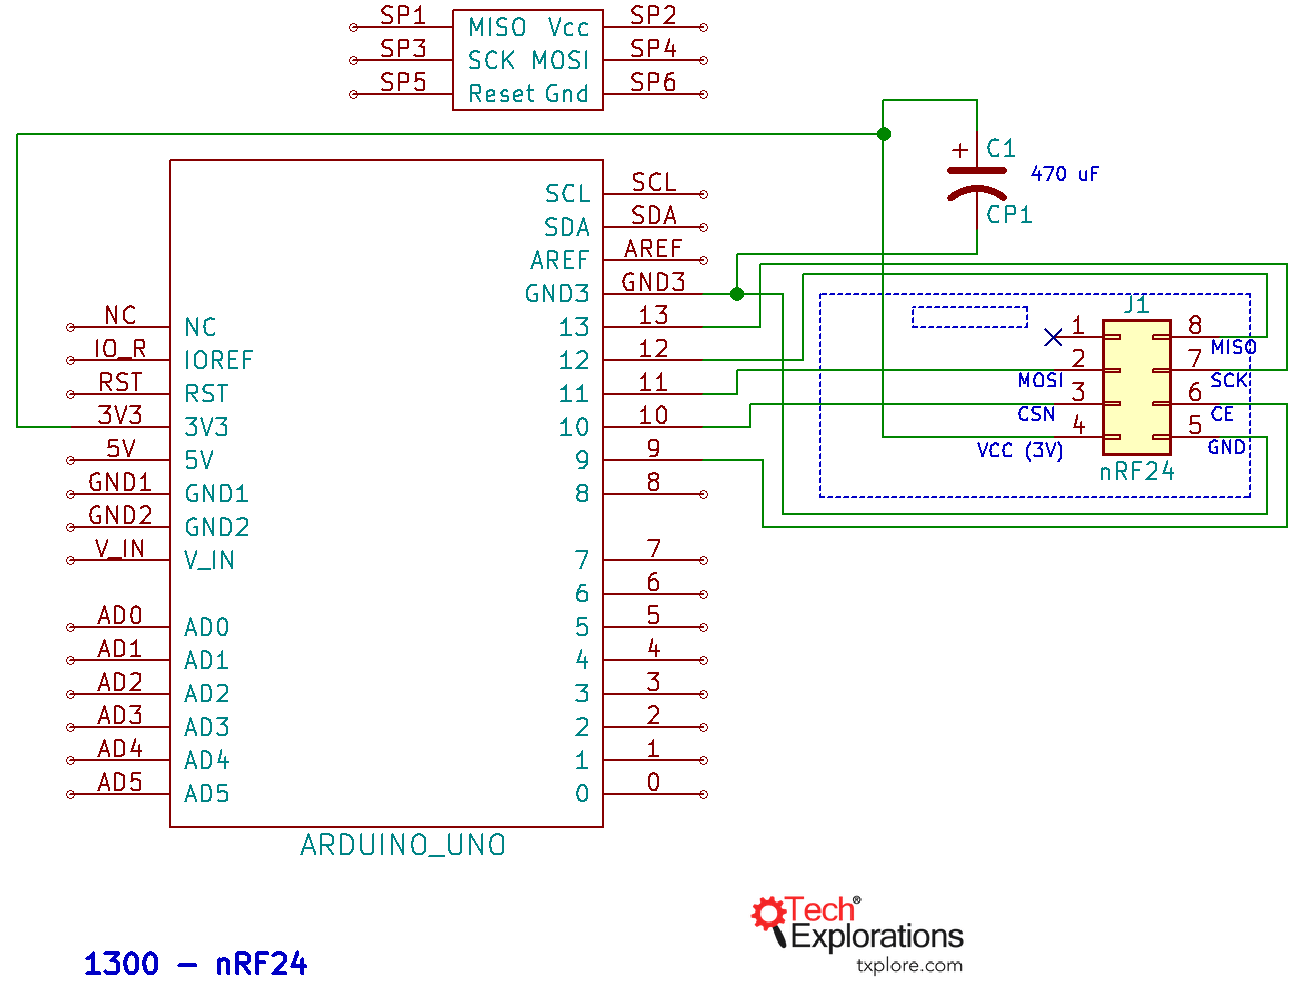 SP1 MISO Vcc SP2
SP3 SCK MOSI SP4
SP5 Reset Gnd SP6
+ C1
470 uF
CP1
SCL SCL
SDA SDA
AREF AREF
GND3 GND3
NC NC
13 13
IO_R IOREF
12 12
RST RST
11 11
3V3 3V3
10 10
5V 5V
9 9
GND1 GND1
8 8
GND2 GND2
V_IN V_IN
7 7
6 6
AD0 AD0
5 5
AD1 AD1
4 4
AD2 AD2
3 3
AD3 AD3
2 2
AD4 AD4
1 1
AD5 AD5
0 0
ARDUINO_UNO
J1
1 8
MISO
2 7
MOSI SCK
3 6
CSN CE
4 5
VCC (3V) GND
nRF24
Tech®
Explorations
txplore.com
1300 - nRF24